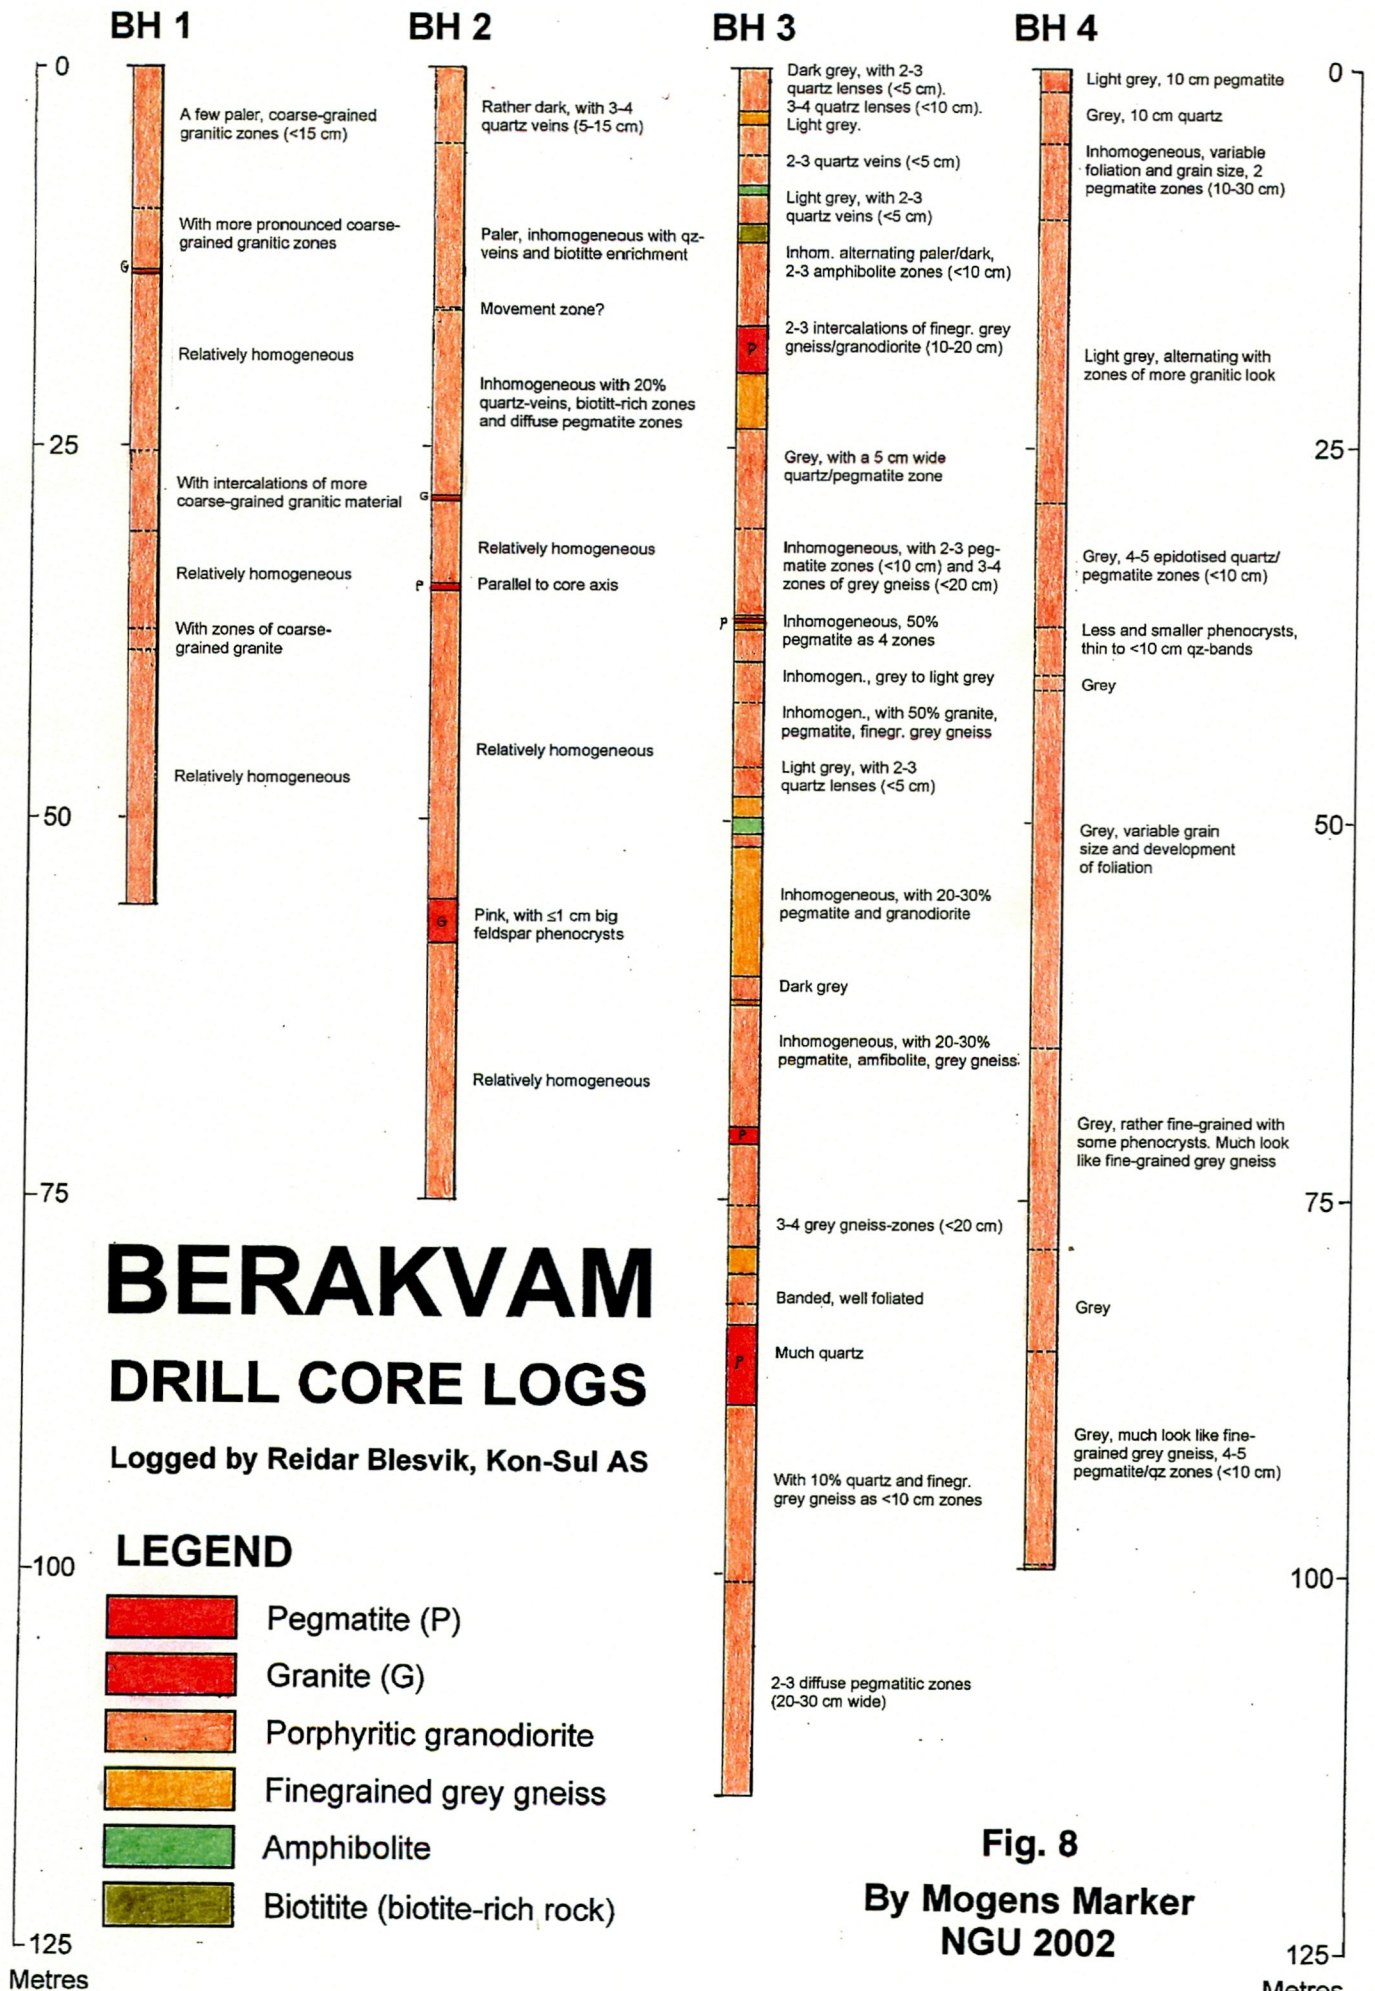 BH 1
BH 2
BH 3
BH 4
0
25
50
75
100
125
Metres
A few paler, coarse-grained
granitic zones (<15 cm)
With more pronounced coarse-
grained granitic zones
G
Relatively homogeneous
With intercalations of more
coarse-grained granitic material
Relatively homogeneous
With zones of coarse-
grained granite
Relatively homogeneous
Rather dark, with 3-4
quartz veins (5-15 cm)
Paler, inhomogeneous with qz-
veins and biotitte enrichment
Movement zone?
Inhomogeneous with 20%
quartz-veins, biotitt-rich zones
and diffuse pegmatite zones
G
Relatively homogeneous
P
Parallel to core axis
Relatively homogeneous
G
Pink, with ≤1 cm big
feldspar phenocrysts
Relatively homogeneous
Dark grey, with 2-3
quartz lenses (<5 cm).
3-4 quatrz lenses (<10 cm).
Light grey.
2-3 quartz veins (<5 cm)
Light grey, with 2-3
quartz veins (<5 cm)
Inhom. alternating paler/dark,
2-3 amphibolite zones (<10 cm)
2-3 intercalations of finegr. grey
gneiss/granodiorite (10-20 cm)
P
Grey, with a 5 cm wide
quartz/pegmatite zone
Inhomogeneous, with 2-3 peg-
matite zones (<10 cm) and 3-4
zones of grey gneiss (<20 cm)
P
Inhomogeneous, 50%
pegmatite as 4 zones
Inhomogen., grey to light grey
Inhomogen., with 50% granite,
pegmatite, finegr. grey gneiss
Light grey, with 2-3
quartz lenses (<5 cm)
Inhomogeneous, with 20-30%
pegmatite and granodiorite
Dark grey
Inhomogeneous, with 20-30%
pegmatite, amfibolite, grey gneiss
P
3-4 grey gneiss-zones (<20 cm)
Banded, well foliated
P
Much quartz
With 10% quartz and finegr.
grey gneiss as <10 cm zones
2-3 diffuse pegmatitic zones
(20-30 cm wide)
Light grey, 10 cm pegmatite
Grey, 10 cm quartz
Inhomogeneous, variable
foliation and grain size, 2
pegmatite zones (10-30 cm)
Light grey, alternating with
zones of more granitic look
Grey, 4-5 epidotised quartz/
pegmatite zones (<10 cm)
Less and smaller phenocrysts,
thin to <10 cm qz-bands
Grey
Grey, variable grain
size and development
of foliation
Grey, rather fine-grained with
some phenocrysts. Much look
like fine-grained grey gneiss
Grey
Grey, much look like fine-
grained grey gneiss, 4-5
pegmatite/qz zones (<10 cm)
0
25
50
75
100
125
Metres
BERAKVAM
DRILL CORE LOGS
Logged by Reidar Blesvik, Kon-Sul AS
LEGEND
Pegmatite (P)
Granite (G)
Porphyritic granodiorite
Finegrained grey gneiss
Amphibolite
Biotitite (biotite-rich rock)
Fig. 8
By Mogens Marker
NGU 2002